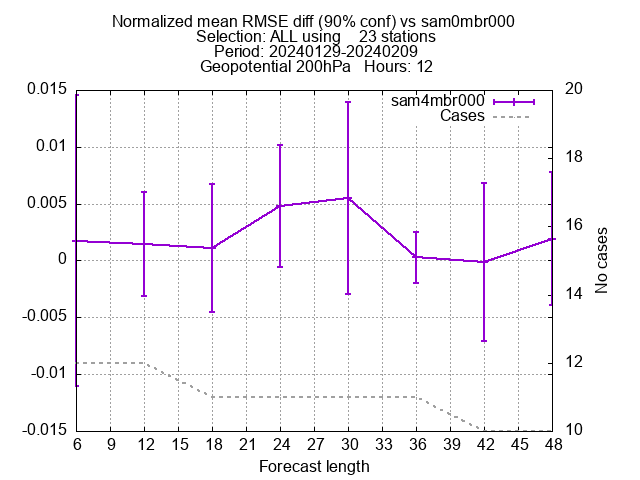 Normalized mean RMSE diff (90% conf) vs sam0mbr000
Selection: ALL using    23 stations
Period: 20240129-20240209
Geopotential 200hPa   Hours: 12
sam4mbr000
Cases
0.015
0.01
0.005
0
-0.005
-0.01
-0.015
20
18
16
14
12
10
No cases
6 9 12 15 18 21 24 27 30 33 36 39 42 45 48
Forecast length